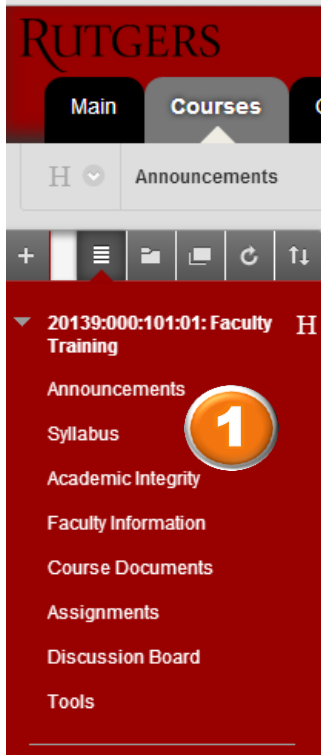 RUTGERS
Main Courses
H Announcements
20139:000:101:01: Faculty H
Training
Announcements
Syllabus
1
Academic Integrity
Faculty Information
Course Documents
Assignments
Discussion Board
Tools